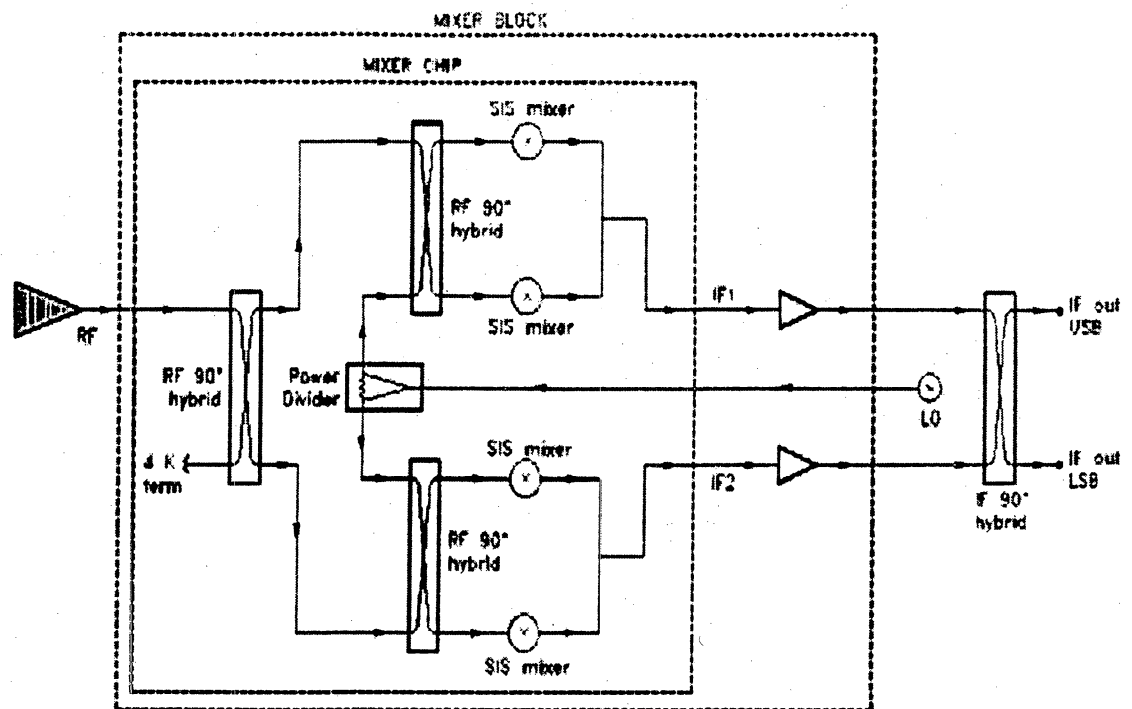 MIXER BLOCK
MIXER CHIP
SIS mixer
RF 90°
hybrid
SIS mixer
RF
RF 90°
hybrid
Power
Divider
4 K
term
IF1
IF out
USB
LO
SIS mixer
RF 90°
hybrid
SIS mixer
IF2
IF out
LSB
IF 90°
hybrid